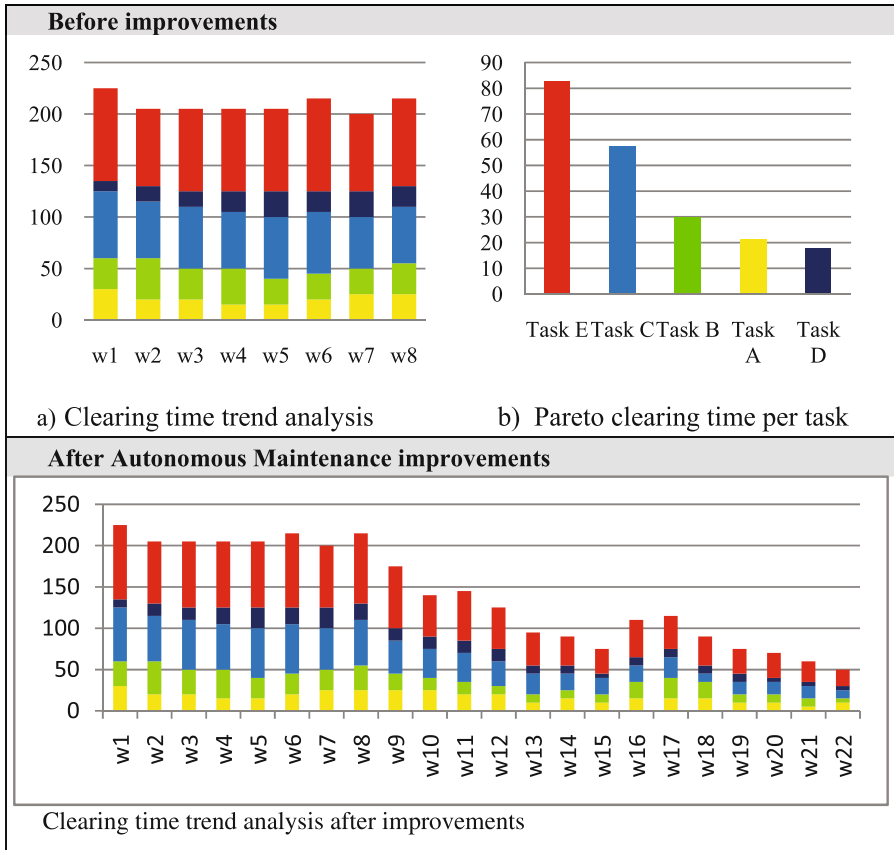 Before improvements
250
200
150
100
50
0
w1 w2 w3 w4 w5 w6 w7 w8
a) Clearing time trend analysis
90
80
70
60
50
40
30
20
10
0
Task E Task C Task B Task A Task D
b) Pareto clearing time per task
After Autonomous Maintenance improvements
250
200
150
100
50
0
w1 w2 w3 w4 w5 w6 w7 w8 w9 w10 w11 w12 w13 w14 w15 w16 w17 w18 w19 w20 w21 w22
Clearing time trend analysis after improvements